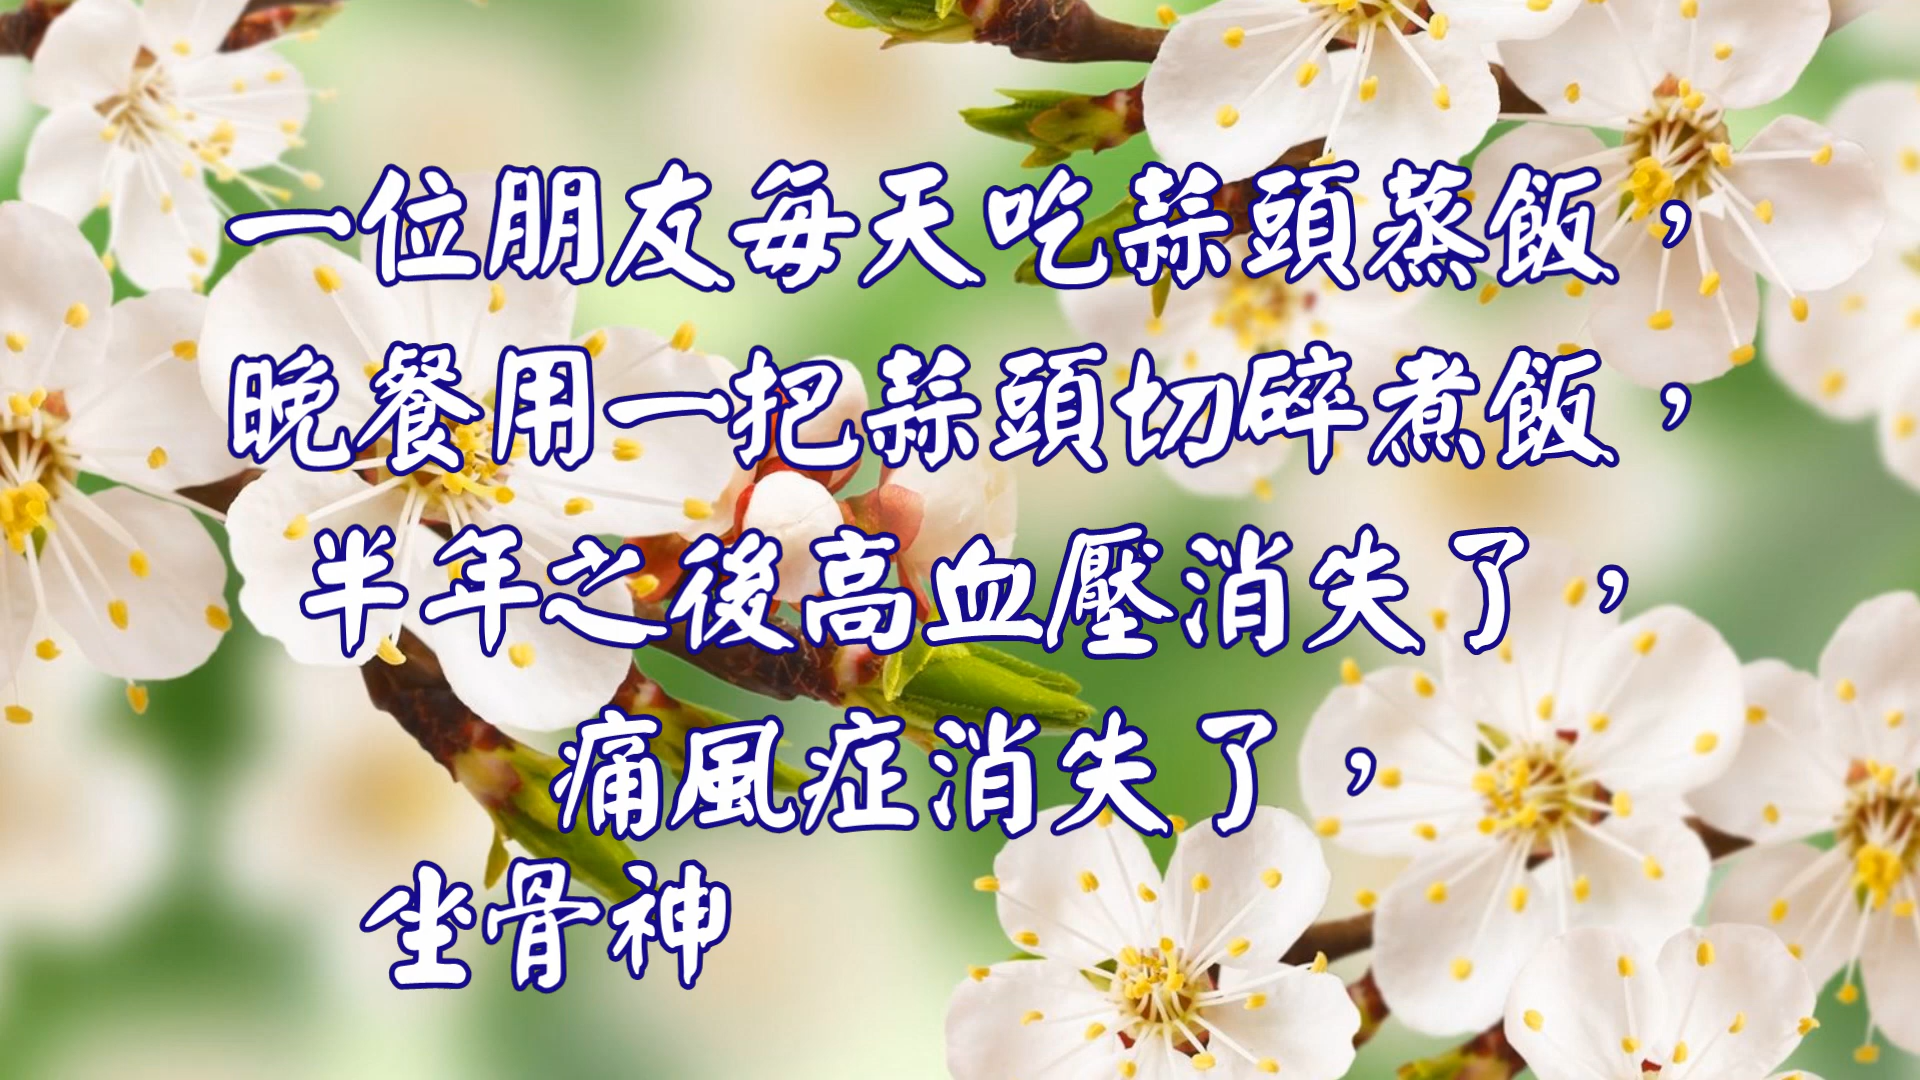 一位朋友每天吃蒜頭蒸飯，
晚餐用一把蒜頭切碎煮飯，
半年之後高血壓消失了，
痛風症消失了，
坐骨神